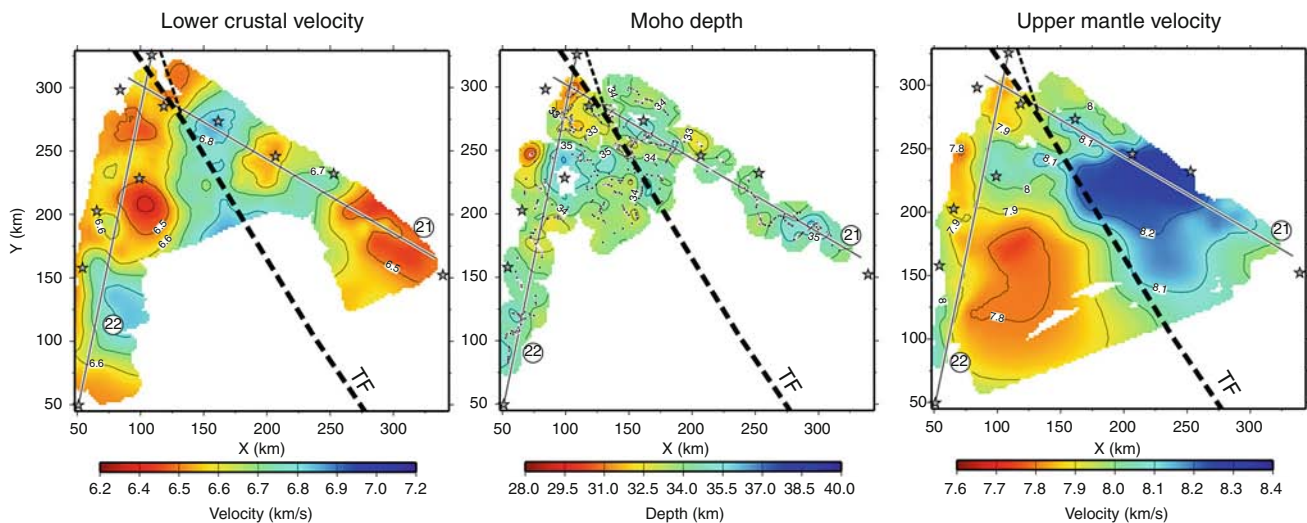 Lower crustal velocity
Moho depth
Upper mantle velocity
Y (km)
300
250
200
150
100
50
50 100 150 200 250 300
X (km)
6.8
6.7
6.5
6.6
6.6
6.5
6.6
21
22
TF
6.2 6.4 6.5 6.6 6.7 6.8 6.9 7.0 7.2
Velocity (km/s)
300
250
200
150
100
50
50 100 150 200 250 300
X (km)
34
34
33
33
35
35
34
34
34
35
21
22
TF
28.0 29.5 31.0 32.5 34.0 35.5 37.0 38.5 40.0
Depth (km)
300
250
200
150
100
50
50 100 150 200 250 300
X (km)
8
7.9
7.8
8.1
8.1
8
7.9
7.9
8.2
8.1
8
7.8
21
22
TF
7.6 7.7 7.8 7.9 8.0 8.1 8.2 8.3 8.4
Velocity (km/s)